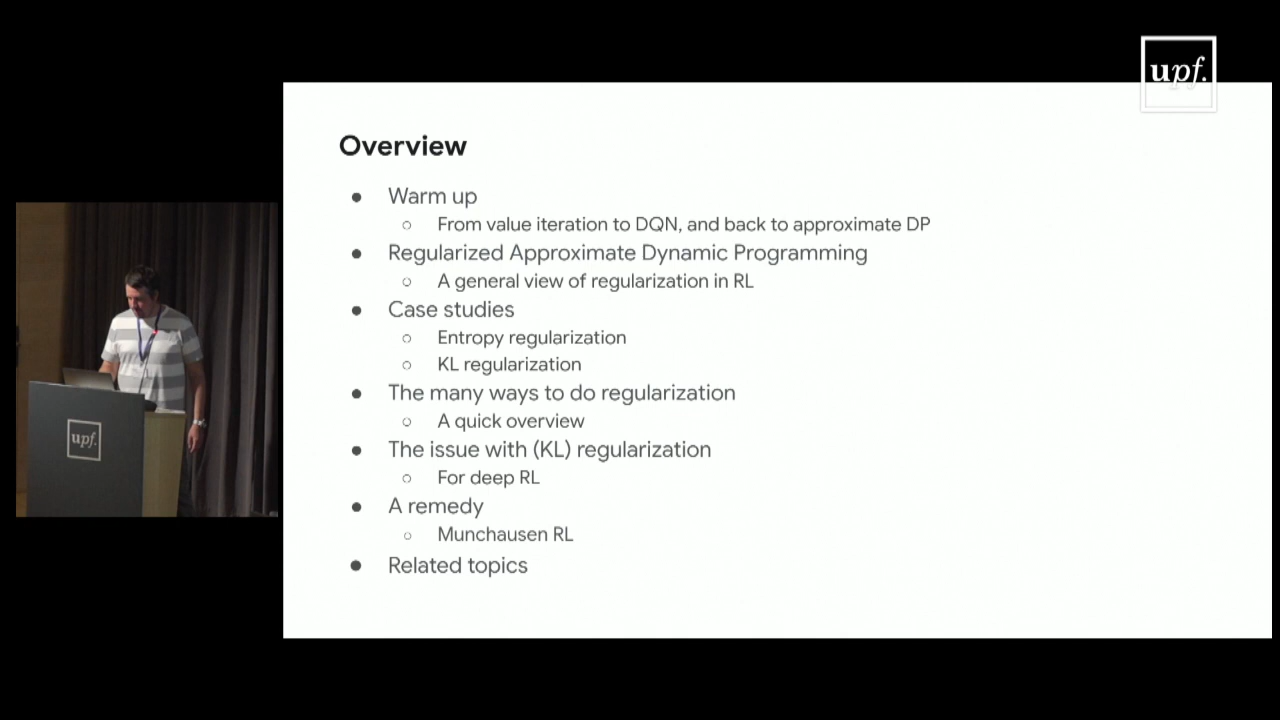 upf.
Overview
● Warm up
○ From value iteration to DQN, and back to approximate DP
● Regularized Approximate Dynamic Programming
○ A general view of regularization in RL
● Case studies
○ Entropy regularization
○ KL regularization
● The many ways to do regularization
○ A quick overview
● The issue with (KL) regularization
○ For deep RL
● A remedy
○ Munchausen RL
● Related topics
upf.